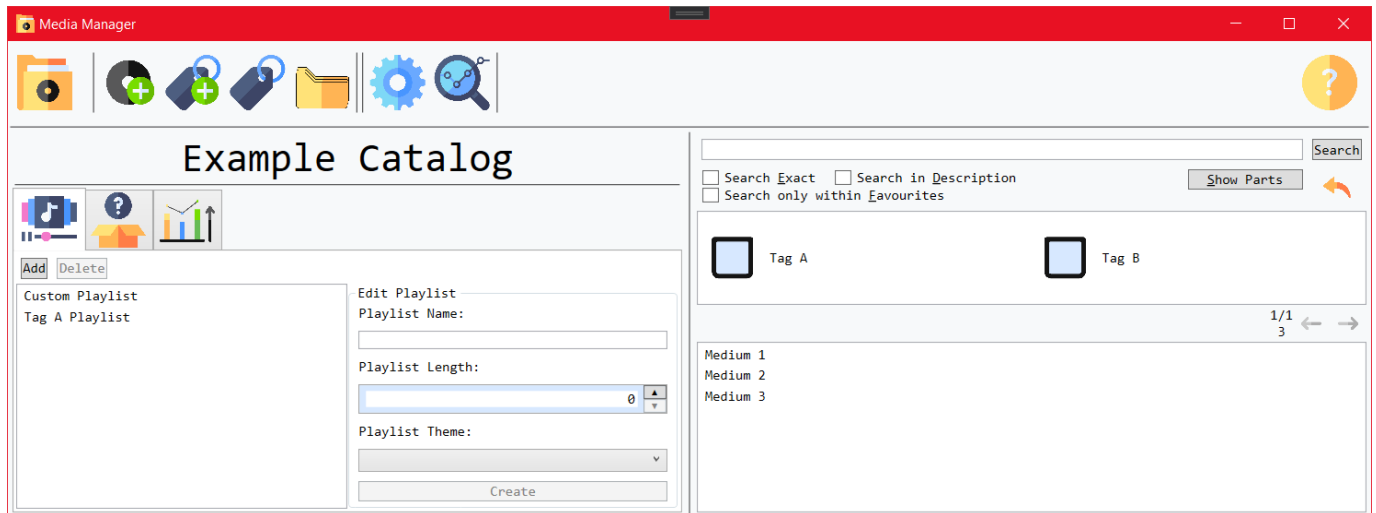 Media Manager
Example Catalog
Add Delete
Custom Playlist
Tag A Playlist
Edit Playlist
Playlist Name:
Playlist Length:
0
Playlist Theme:
Create
Search
Search Exact Search in Description
Show Parts
Search only within Favourites
Tag A Tag B
1/1
3
Medium 1
Medium 2
Medium 3